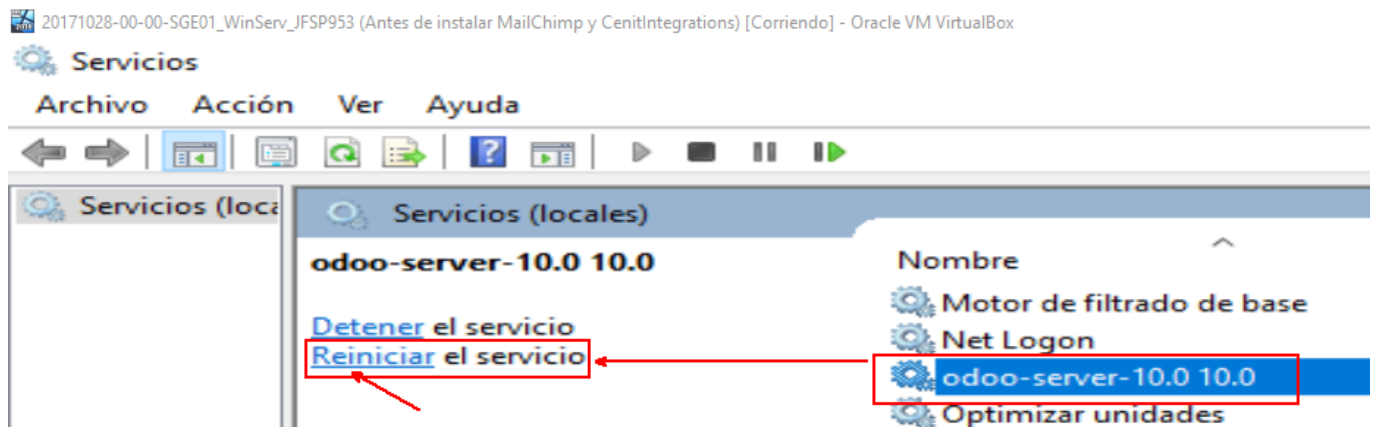 20171028-00-00-SGE01_WinServ_JFSP953 (Antes de instalar MailChimp y CenitIntegrations) [Corriendo] - Oracle VM VirtualBox
Servicios
Archivo Acción Ver Ayuda
Servicios (loca
Servicios (locales)
odoo-server-10.0 10.0
Detener el servicio
Reiniciar el servicio
Nombre
Motor de filtrado de base
Net Logon
odoo-server-10.0 10.0
Optimizar unidades